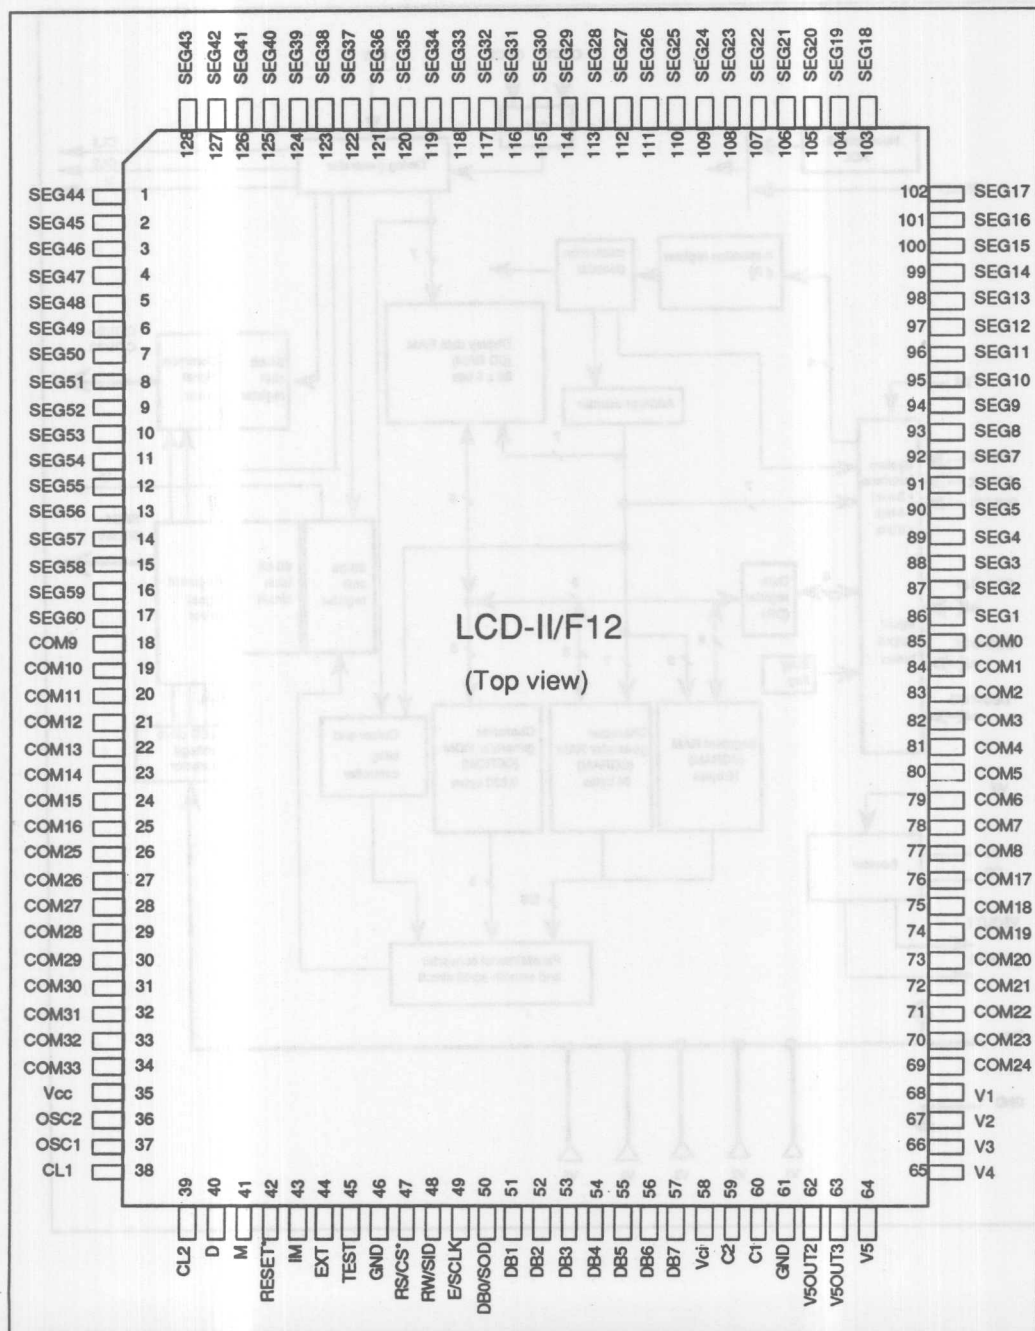 SEG43 SEG42 SEG41 SEG40 SEG39 SEG38 SEG37 SEG36 SEG35 SEG34 SEG33 SEG32 SEG31 SEG30 SEG29 SEG28 SEG27 SEG26 SEG25 SEG24 SEG23 SEG22 SEG21 SEG20 SEG19 SEG18
128 127 126 125 124 123 122 121 120 119 118 117 116 115 114 113 112 111 110 109 108 107 106 105 104 103
SEG44 1 102 SEG17
SEG45 2 101 SEG16
SEG46 3 100 SEG15
SEG47 4 99 SEG14
SEG48 5 98 SEG13
SEG49 6 97 SEG12
SEG50 7 96 SEG11
SEG51 8 95 SEG10
SEG52 9 94 SEG9
SEG53 10 93 SEG8
SEG54 11 92 SEG7
SEG55 12 91 SEG6
SEG56 13 90 SEG5
SEG57 14 89 SEG4
SEG58 15 88 SEG3
SEG59 16 87 SEG2
SEG60 17 86 SEG1
COM9 18 85 COM0
COM10 19 84 COM1
COM11 20 83 COM2
COM12 21 82 COM3
COM13 22 81 COM4
COM14 23 80 COM5
COM15 24 79 COM6
COM16 25 78 COM7
COM25 26 77 COM8
COM26 27 76 COM17
COM27 28 75 COM18
COM28 29 74 COM19
COM29 30 73 COM20
COM30 31 72 COM21
COM31 32 71 COM22
COM32 33 70 COM23
COM33 34 69 COM24
Vcc 35 68 V1
OSC2 36 67 V2
OSC1 37 66 V3
CL1 38 65 V4
LCD-II/F12
(Top view)
39 40 41 42 43 44 45 46 47 48 49 50 51 52 53 54 55 56 57 58 59 60 61 62 63 64
CL2 D M RESET* IM EXT TEST GND RS/CS* RW/SID E/SCLK DB0/SOD DB1 DB2 DB3 DB4 DB5 DB6 DB7 Vci C2 C1 GND V5OUT2 V5OUT3 V5